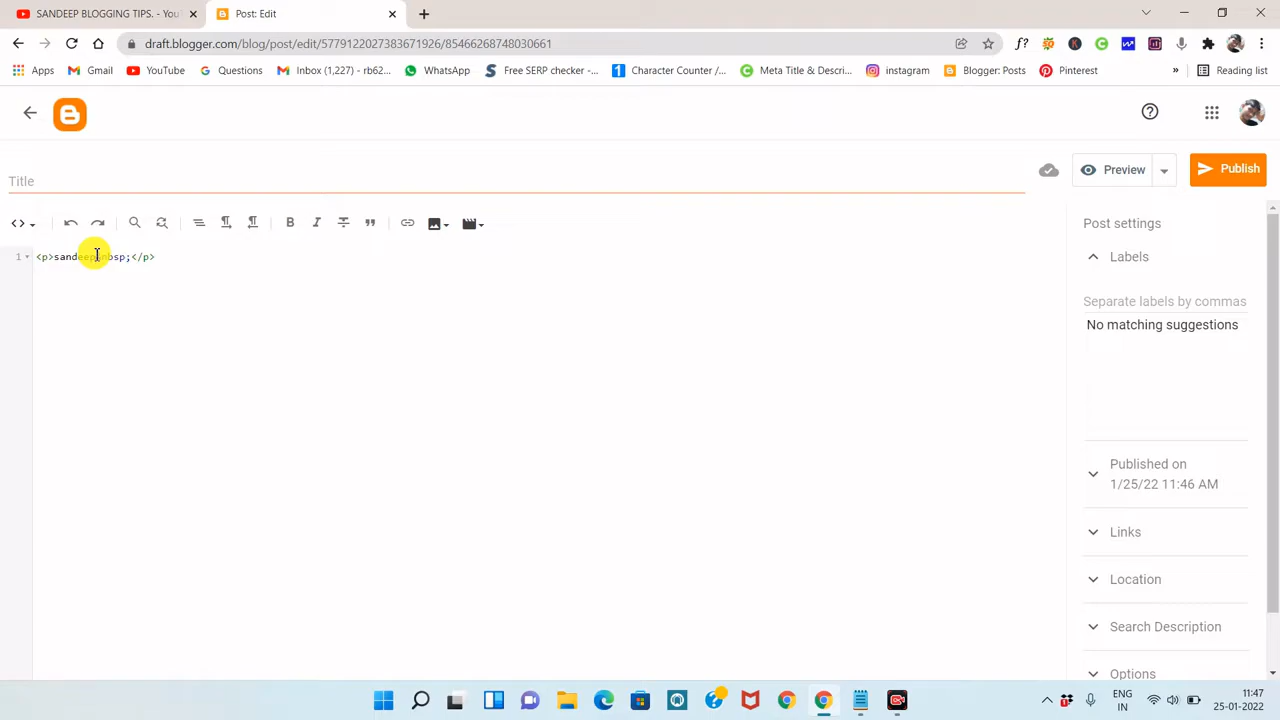 SANDEEP BLOGGING TIPS. - You
Post: Edit
draft.blogger.com/blog/post/edit/5779122027383671926/8546626874803066​1
Apps
Gmail
YouTube
Questions
Inbox (1,227) - rb62...
WhatsApp
Free SERP checker -...
Character Counter /...
Meta Title & Descri...
instagram
Blogger: Posts
Pinterest
»
Reading list
Title
Preview
Publish
Post settings
1
<p>sandeep&nbsp;</p>
Labels
Separate labels by commas
No matching suggestions
Published on
1/25/22 11:46 AM
Links
Location
Search Description
Options
ENG
IN
11:47
25-01-2022